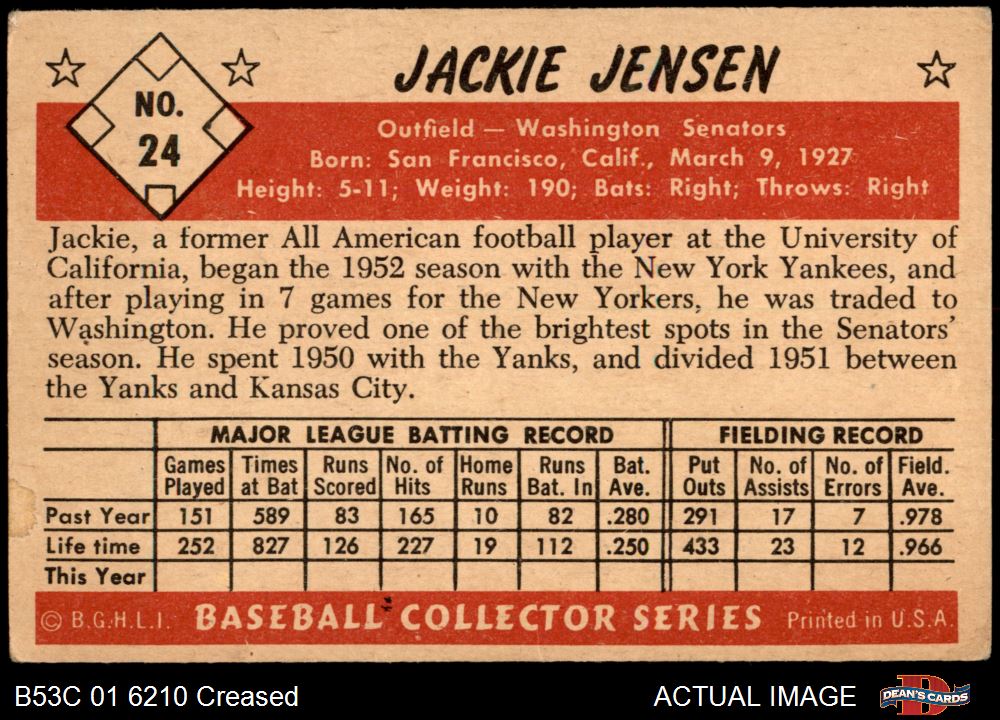 NO.
24
JACKIE JENSEN
Outfield — Washington Senators
Born: San Francisco, Calif., March 9, 1927
Height: 5-11; Weight: 190; Bats: Right; Throws: Right
Jackie, a former All American football player at the University of
California, began the 1952 season with the New York Yankees, and
after playing in 7 games for the New Yorkers, he was traded to
Washington. He proved one of the brightest spots in the Senators'
season. He spent 1950 with the Yanks, and divided 1951 between
the Yanks and Kansas City.
MAJOR LEAGUE BATTING RECORD FIELDING RECORD
Games Times Runs No. of Home Runs Bat. Put No. of No. of Field.
Played at Bat Scored Hits Runs Bat. In Ave. Outs Assists Errors Ave.
Past Year 151 589 83 165 10 82 .280 291 17 7 .978
Life time 252 827 126 227 19 112 .250 433 23 12 .966
This Year
© B.G.H.L.I. BASEBALL COLLECTOR SERIES Printed in U.S.A.
B53C 01 6210 Creased ACTUAL IMAGE DEAN'S CARDS